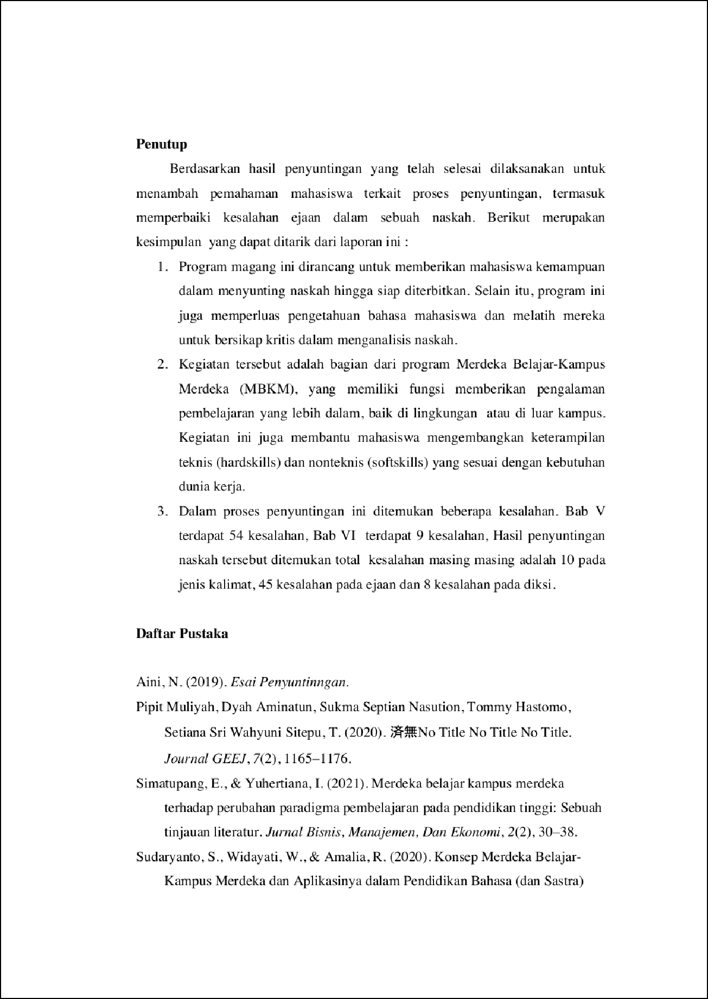 Penutup
Berdasarkan hasil penyuntingan yang telah selesai dilaksanakan untuk
menambah pemahaman mahasiswa terkait proses penyuntingan, termasuk
memperbaiki kesalahan ejaan dalam sebuah naskah. Berikut merupakan
kesimpulan  yang dapat ditarik dari laporan ini :
1. Program magang ini dirancang untuk memberikan mahasiswa kemampuan
dalam menyunting naskah hingga siap diterbitkan. Selain itu, program ini
juga memperluas pengetahuan bahasa mahasiswa dan melatih mereka
untuk bersikap kritis dalam menganalisis naskah.
2. Kegiatan tersebut adalah bagian dari program Merdeka Belajar-Kampus
Merdeka (MBKM), yang memiliki fungsi memberikan pengalaman
pembelajaran yang lebih dalam, baik di lingkungan  atau di luar kampus.
Kegiatan ini juga membantu mahasiswa mengembangkan keterampilan
teknis (hardskills) dan nonteknis (softskills) yang sesuai dengan kebutuhan
dunia kerja.
3. Dalam proses penyuntingan ini ditemukan beberapa kesalahan. Bab V
terdapat 54 kesalahan, Bab VI  terdapat 9 kesalahan, Hasil penyuntingan
naskah tersebut ditemukan total  kesalahan masing masing adalah 10 pada
jenis kalimat, 45 kesalahan pada ejaan dan 8 kesalahan pada diksi.
Daftar Pustaka
Aini, N. (2019). Esai Penyuntinngan.
Pipit Muliyah, Dyah Aminatun, Sukma Septian Nasution, Tommy Hastomo,
Setiana Sri Wahyuni Sitepu, T. (2020). 済無No Title No Title No Title.
Journal GEEJ, 7(2), 1165–1176.
Simatupang, E., & Yuhertiana, I. (2021). Merdeka belajar kampus merdeka
terhadap perubahan paradigma pembelajaran pada pendidikan tinggi: Sebuah
tinjauan literatur. Jurnal Bisnis, Manajemen, Dan Ekonomi, 2(2), 30–38.
Sudaryanto, S., Widayati, W., & Amalia, R. (2020). Konsep Merdeka Belajar-
Kampus Merdeka dan Aplikasinya dalam Pendidikan Bahasa (dan Sastra)